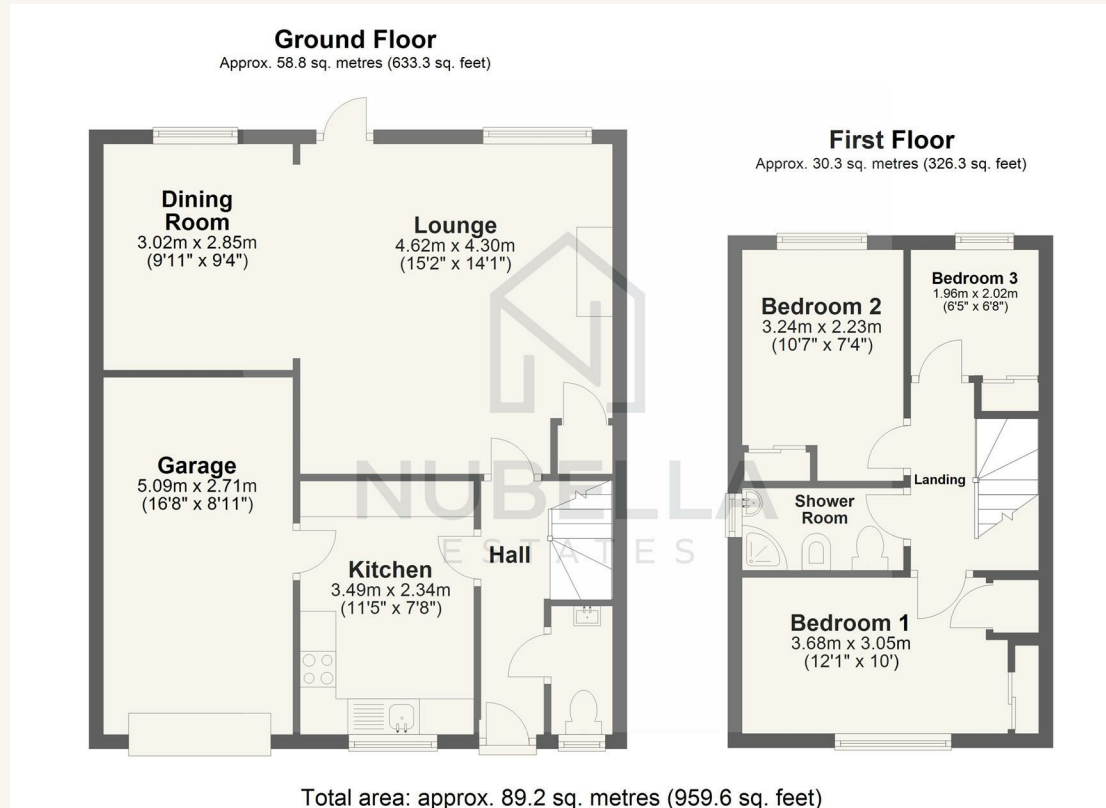 Ground Floor
Approx. 58.8 sq. metres (633.3 sq. feet)
First Floor
Approx. 30.3 sq. metres (326.3 sq. feet)
Dining
Room
3.02m x 2.85m
(9'11" x 9'4")
Lounge
4.62m x 4.30m
(15'2" x 14'1")
Garage
5.09m x 2.71m
(16'8" x 8'11")
Kitchen
3.49m x 2.34m
(11'5" x 7'8")
Hall
Bedroom 2
3.24m x 2.23m
(10'7" x 7'4")
Bedroom 3
1.96m x 2.02m
(6'5" x 6'8")
Landing
Shower
Room
Bedroom 1
3.68m x 3.05m
(12'1" x 10')
NUBELLA
ESTATES
Total area: approx. 89.2 sq. metres (959.6 sq. feet)